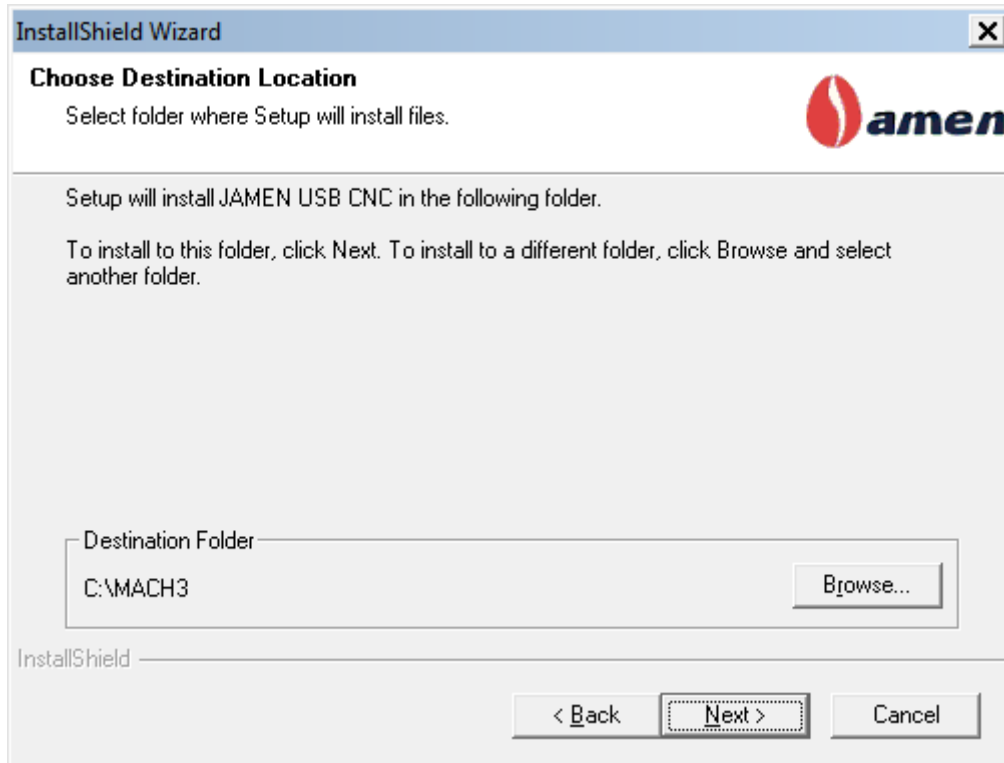 InstallShield Wizard
Choose Destination Location
Select folder where Setup will install files.
amen
Setup will install JAMEN USB CNC in the following folder.
To install to this folder, click Next. To install to a different folder, click Browse and select
another folder.
Destination Folder
C:\MACH3
Browse...
InstallShield
< Back
Next >
Cancel